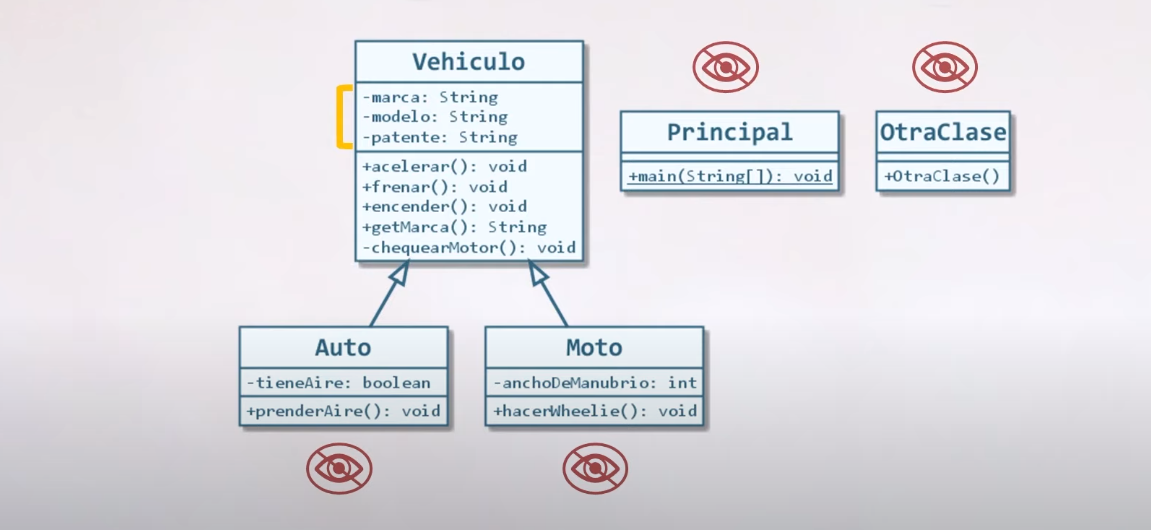 Vehiculo
-marca: String
-modelo: String
-patente: String
+acelerar(): void
+frenar(): void
+encender(): void
+getMarca(): String
-chequearMotor(): void
Principal
+main(String[]): void
OtraClase
+OtraClase()
Auto
-tieneAire: boolean
+prenderAire(): void
Moto
-anchoDeManubrio: int
+hacerWheelie(): void